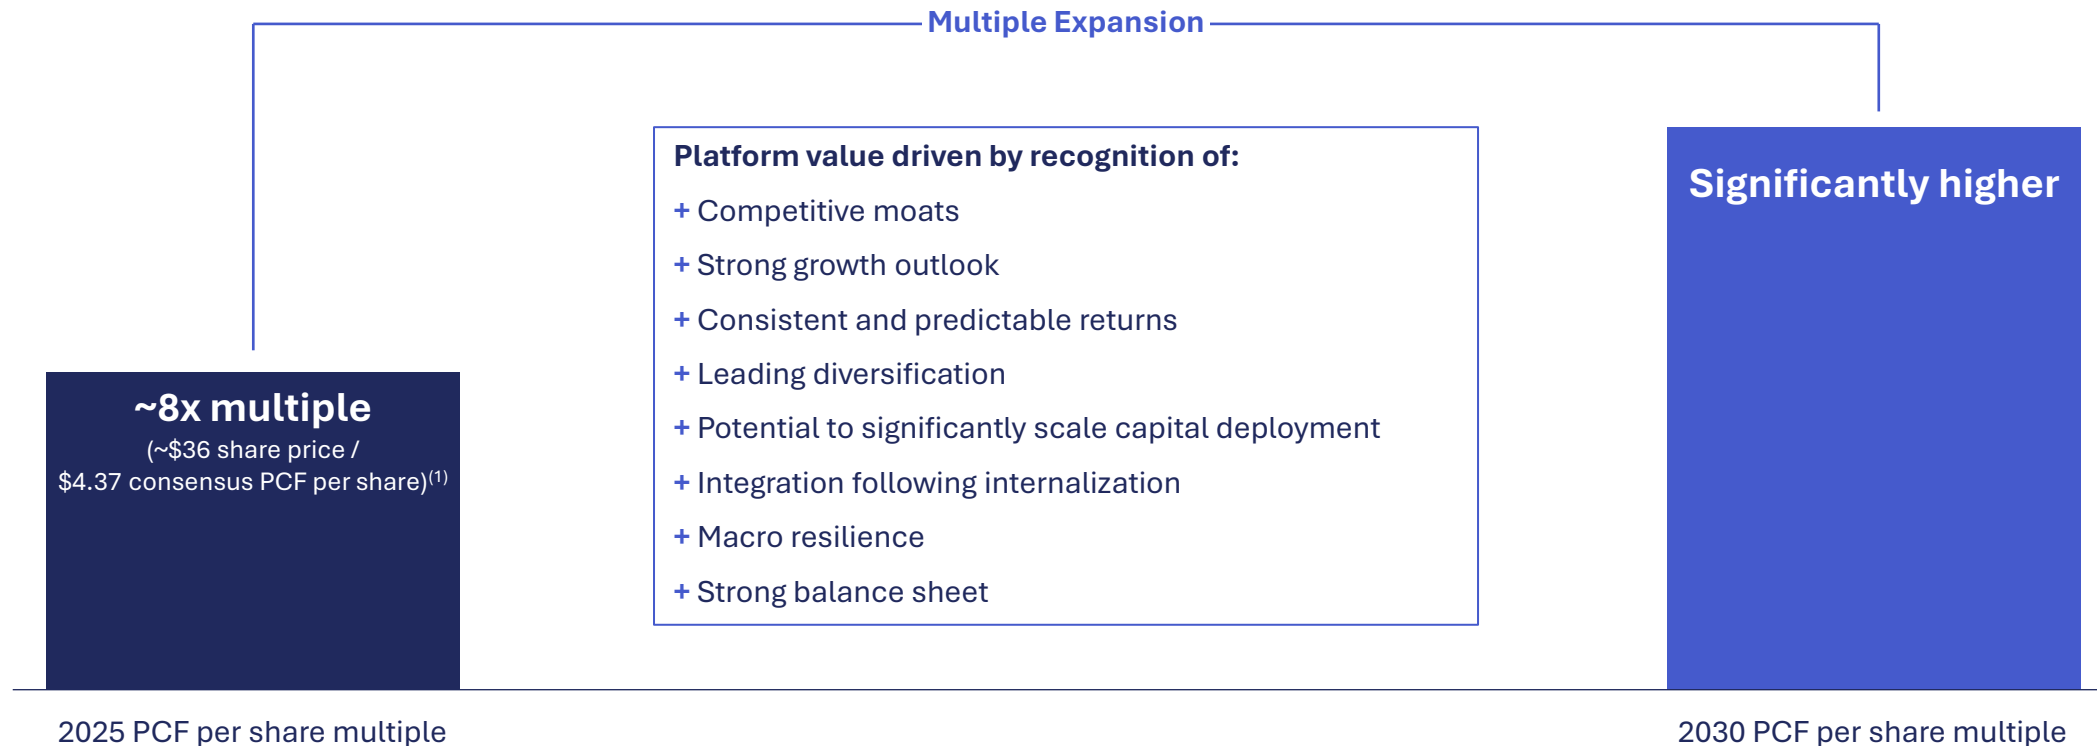 Multiple Expansion
~8x multiple
(~$36 share price /
$4.37 consensus PCF per share)(1)
Platform value driven by recognition of:
+ Competitive moats
+ Strong growth outlook
+ Consistent and predictable returns
+ Leading diversification
+ Potential to significantly scale capital deployment
+ Integration following internalization
+ Macro resilience
+ Strong balance sheet
Significantly higher
2025 PCF per share multiple
2030 PCF per share multiple